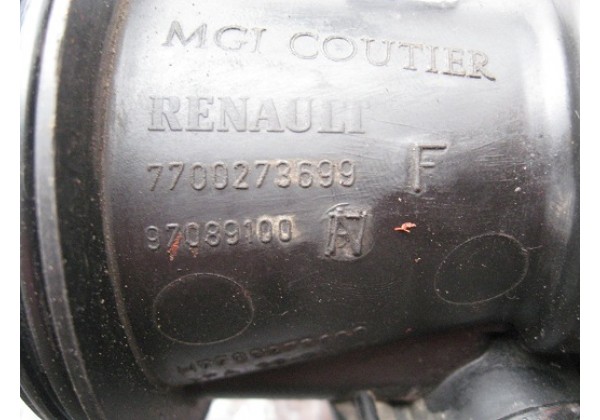 MGI COUTIER
RENAULT
7700273699 F
97089100